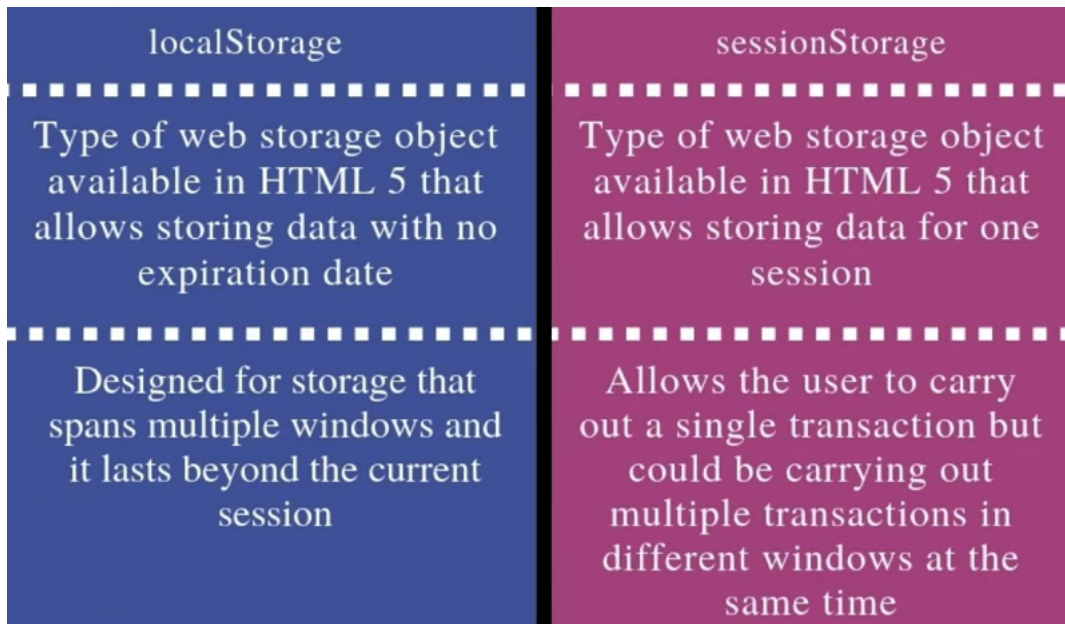 localStorage
Type of web storage object
available in HTML 5 that
allows storing data with no
expiration date
Designed for storage that
spans multiple windows and
it lasts beyond the current
session
sessionStorage
Type of web storage object
available in HTML 5 that
allows storing data for one
session
Allows the user to carry
out a single transaction but
could be carrying out
multiple transactions in
different windows at the
same time